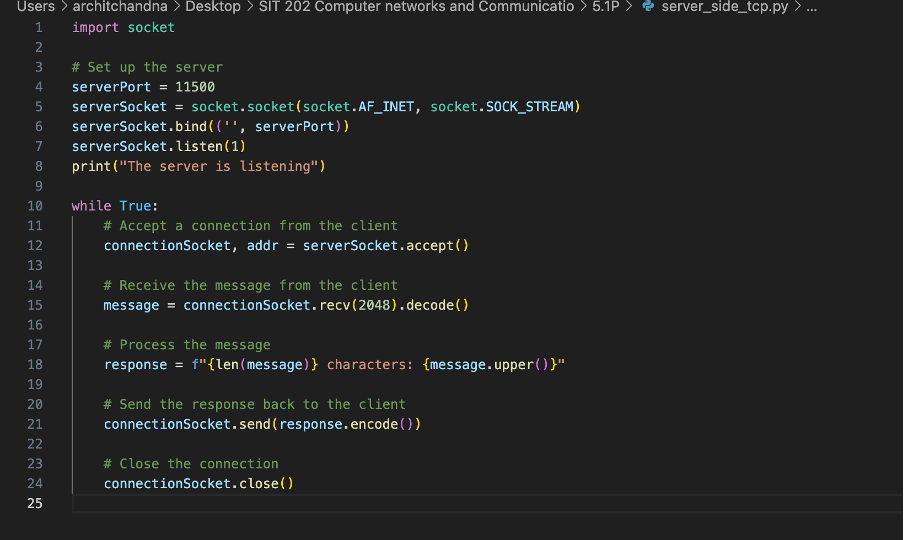 Users > architchandna > Desktop > SIT 202 Computer networks and Communicatio > 5.1P > server_side_tcp.py > ...
1 import socket
2
3 # Set up the server
4 serverPort = 11500
5 serverSocket = socket.socket(socket.AF_INET, socket.SOCK_STREAM)
6 serverSocket.bind(('', serverPort))
7 serverSocket.listen(1)
8 print("The server is listening")
9
10 while True:
11     # Accept a connection from the client
12     connectionSocket, addr = serverSocket.accept()
13
14     # Receive the message from the client
15     message = connectionSocket.recv(2048).decode()
16
17     # Process the message
18     response = f"{len(message)} characters: {message.upper()}"
19
20     # Send the response back to the client
21     connectionSocket.send(response.encode())
22
23     # Close the connection
24     connectionSocket.close()
25